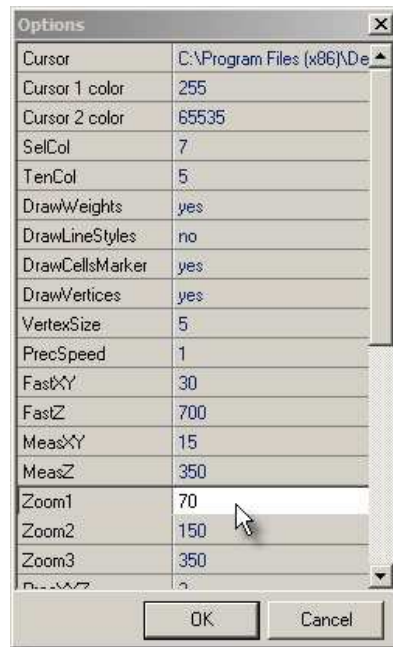 Options
Cursor C:\Program Files (x86)\De
Cursor 1 color 255
Cursor 2 color 65535
SelCol 7
TenCol 5
DrawWeights yes
DrawLineStyles no
DrawCellsMarker yes
DrawVertices yes
VertexSize 5
PrecSpeed 1
FastXY 30
FastZ 700
MeasXY 15
MeasZ 350
Zoom1 70
Zoom2 150
Zoom3 350
OK Cancel